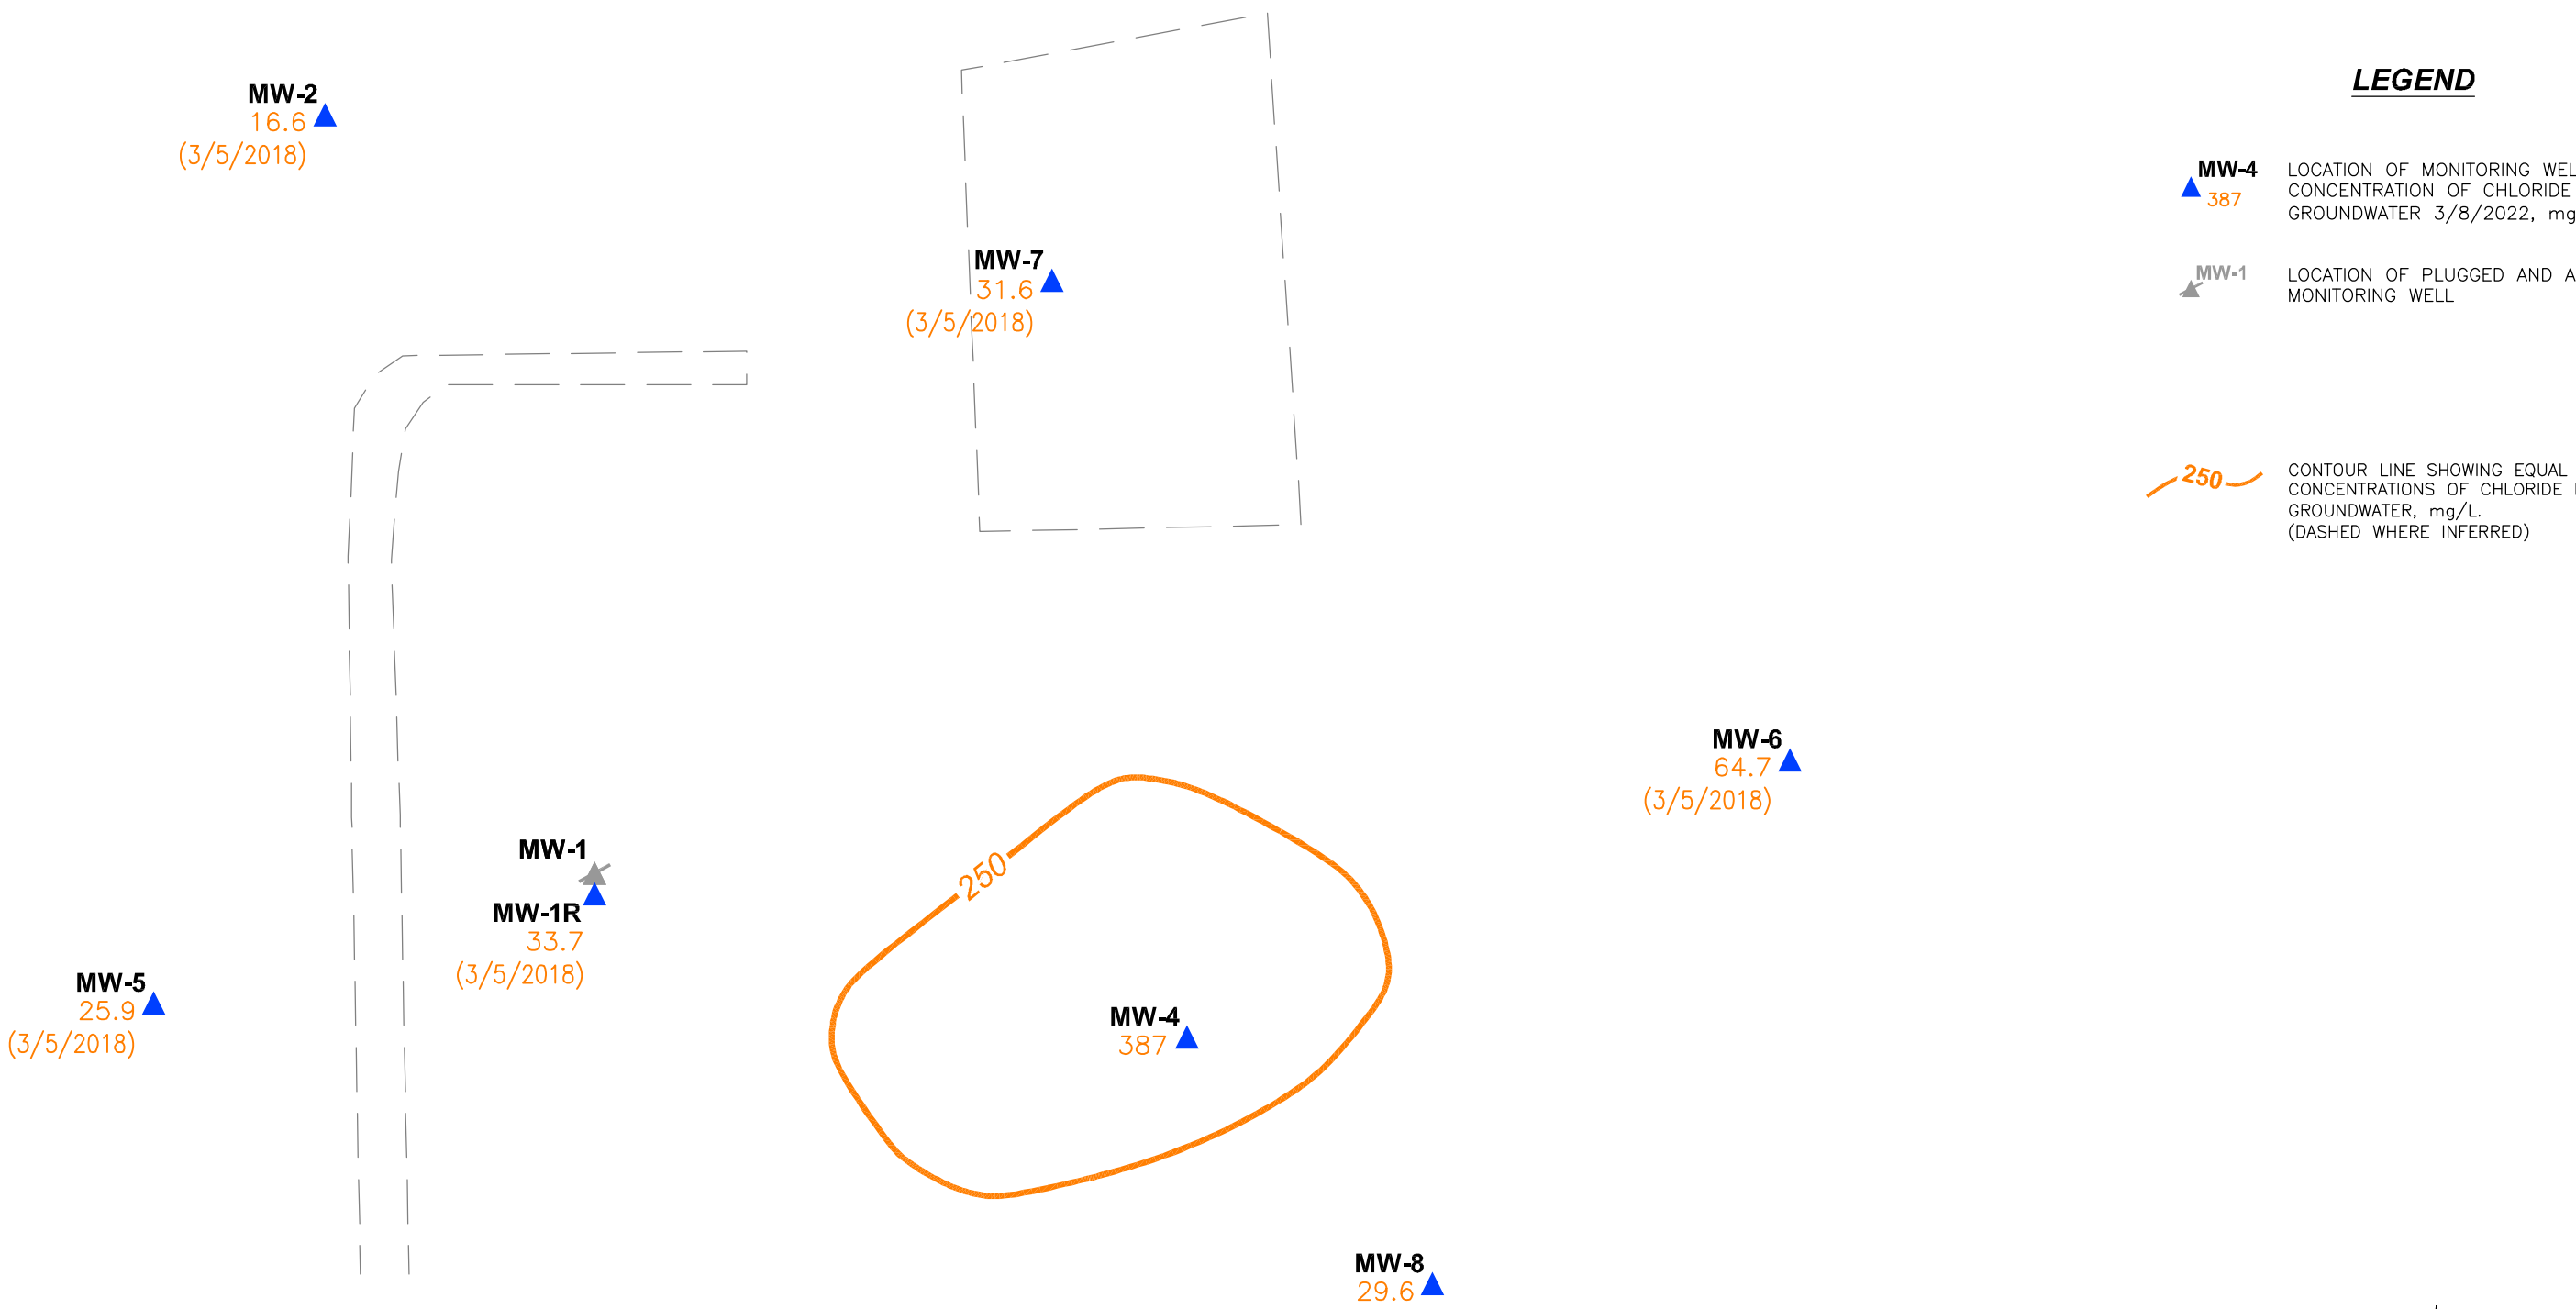 LEGEND
MW-2
16.6
(3/5/2018)
MW-4
387
LOCATION OF MONITORING
CONCENTRATION OF CHLORIDE
GROUNDWATER 3/8/2022,
MW-7
31.6
(3/5/2018)
MW-1
LOCATION OF PLUGGED AND
MONITORING WELL
250
CONTOUR LINE SHOWING EQUAL
CONCENTRATIONS OF CHLORIDE
GROUNDWATER, mg/L.
(DASHED WHERE INFERRED)
MW-6
64.7
(3/5/2018)
MW-1
MW-1R
33.7
(3/5/2018)
250
MW-5
25.9
(3/5/2018)
MW-4
387
MW-8
29.6